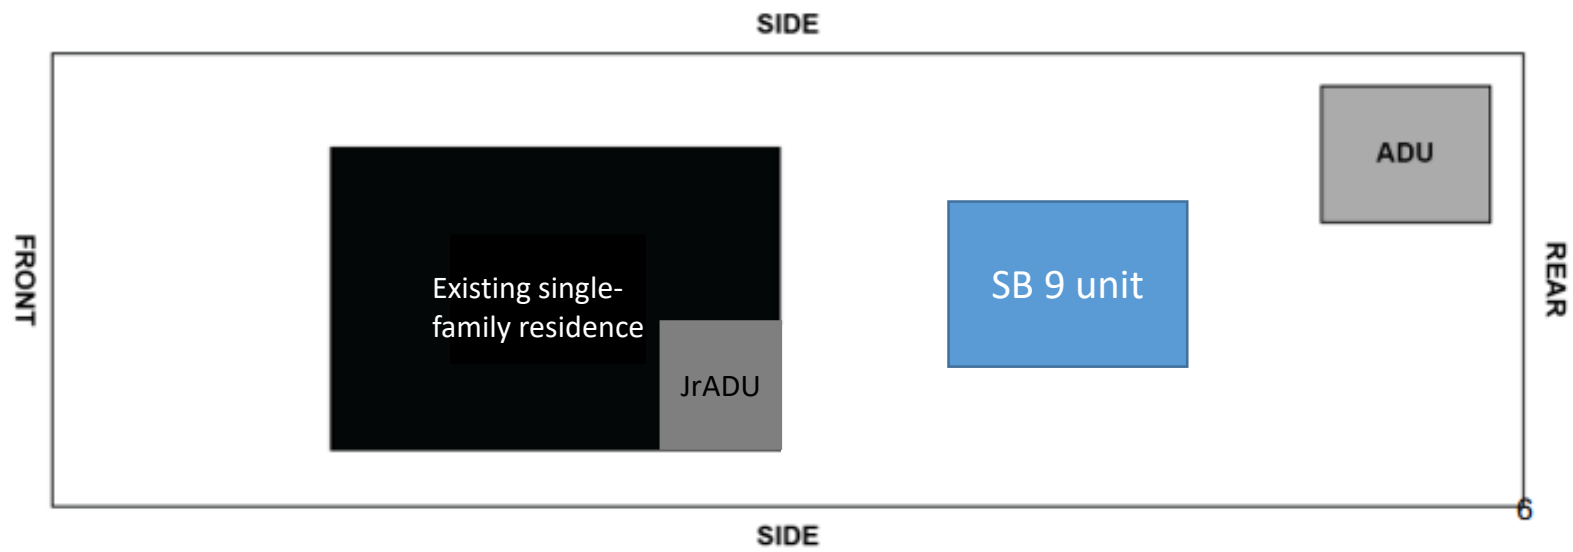 SIDE
FRONT
Existing single-
family residence
JrADU
SB 9 unit
ADU
REAR
6
SIDE